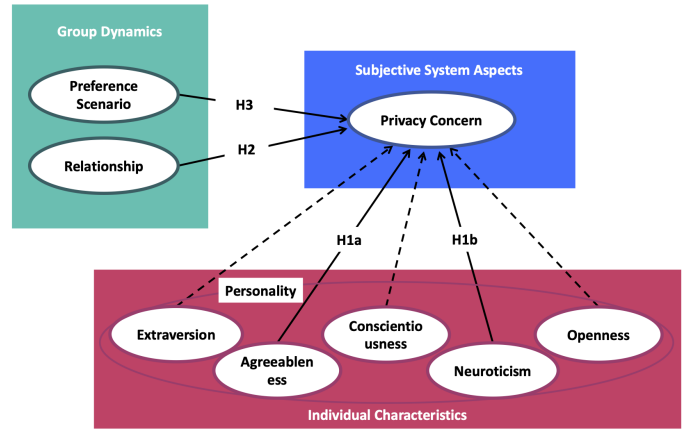 Group Dynamics
Preference
Scenario
H3
Relationship
H2
Subjective System Aspects
Privacy Concern
H1a
H1b
Personality
Extraversion
Agreeablen
ess
Conscientio
usness
Neuroticism
Openness
Individual Characteristics